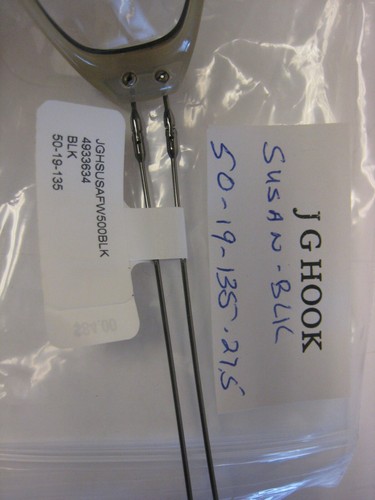 JGHSUSAFW500BLK
4933634
BLK
50-19-135
J G HOOK
SUSAN-BLK
50-19-135-27.5